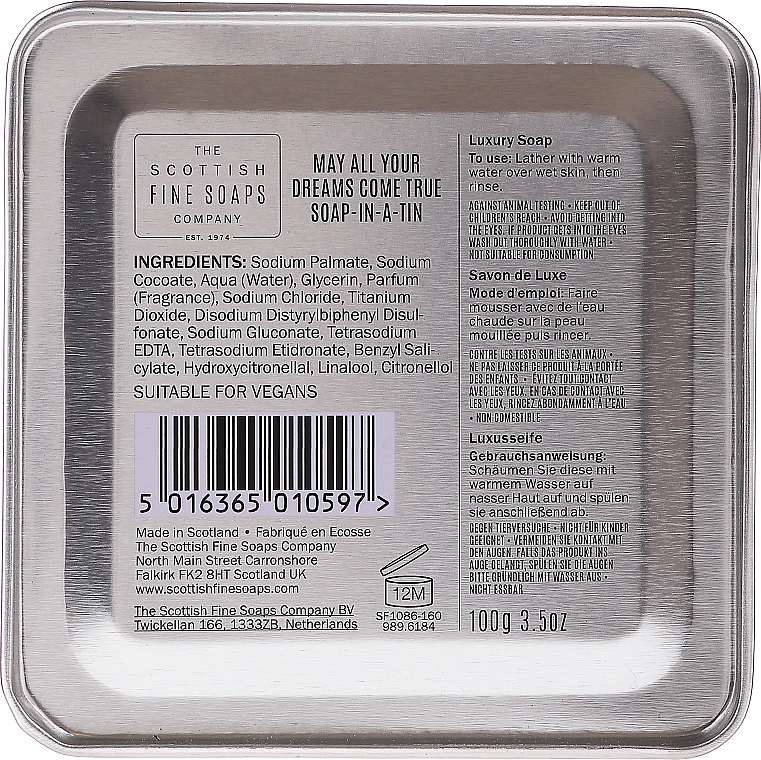 THE
SCOTTISH
FINE SOAPS
COMPANY
EST. 1974
MAY ALL YOUR
DREAMS COME TRUE
SOAP-IN-A-TIN
INGREDIENTS: Sodium Palmate, Sodium
Cocoate, Aqua (Water), Glycerin, Parfum
(Fragrance), Sodium Chloride, Titanium
Dioxide, Disodium Distyrylbiphenyl Disul-
fonate, Sodium Gluconate, Tetrasodium
EDTA, Tetrasodium Etidronate, Benzyl Sali-
cylate, Hydroxycitronellal, Linalool, Citronellol
SUITABLE FOR VEGANS
5 016365 010597 >
Made in Scotland • Fabriqué en Ecosse
The Scottish Fine Soaps Company
North Main Street Carronshore
Falkirk FK2 8HT Scotland UK
www.scottishfinesoaps.com
The Scottish Fine Soaps Company BV
Twickellan 166, 1333ZB, Netherlands
12M
SF1086-160
989.6184
Luxury Soap
To use: Lather with warm
water over wet skin, then
rinse.
AGAINST ANIMAL TESTING • KEEP OUT OF
CHILDREN'S REACH • AVOID GETTING INTO
THE EYES. IF PRODUCT GETS INTO THE EYES
WASH OUT THOROUGHLY WITH WATER •
NOT SUITABLE FOR CONSUMPTION
Savon de Luxe
Mode d'emploi: Faire
mousser avec de l'eau
chaude sur la peau
mouillée puis rincer.
CONTRE LES TESTS SUR LES ANIMAUX •
NE PAS LAISSER CE PRODUIT À LA PORTÉE
DES ENFANTS • ÉVITEZ TOUT CONTACT
AVEC LES YEUX. EN CAS DE CONTACT AVEC
LES YEUX, RINCEZ ABONDAMMENT À L'EAU
• NON COMESTIBLE
Luxusseife
Gebrauchsanweisung:
Schäumen Sie diese mit
warmem Wasser auf
nasser Haut auf und spülen
sie anschließend ab.
GEGEN TIERVERSUCHE • NICHT FÜR KINDER
GEEIGNET • VERMEIDEN SIE KONTAKT MIT
DEN AUGEN. FALLS DAS PRODUKT INS
AUGE GELANGT, SPÜLEN SIE DIE AUGEN
BITTE GRÜNDLICH MIT WASSER AUS •
NICHT ESSBAR
100g 3.5oz